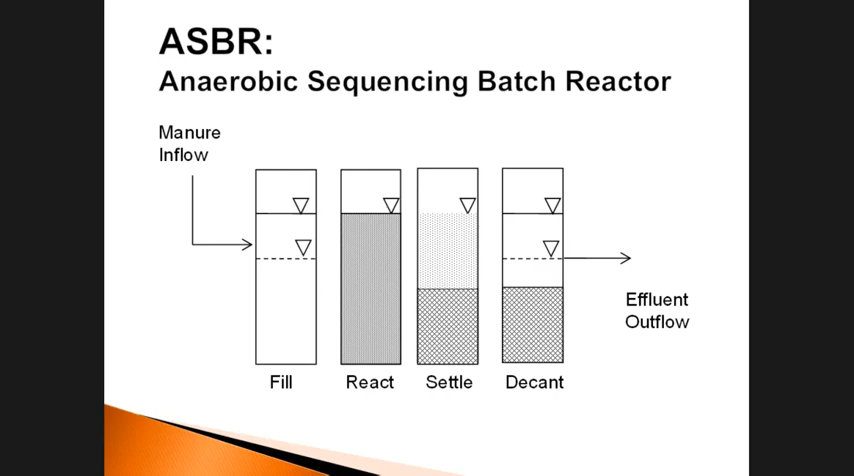 ASBR:
Anaerobic Sequencing Batch Reactor
Manure
Inflow
Effluent
Outflow
Fill
React
Settle
Decant